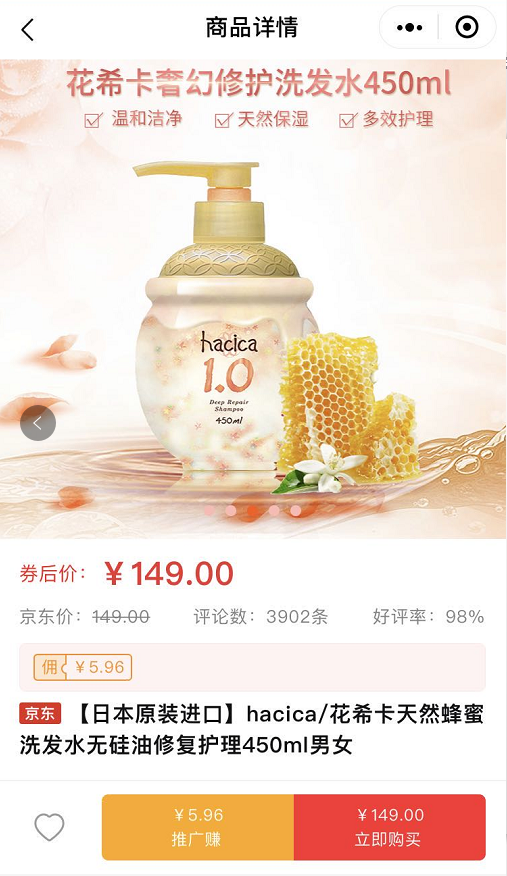 商品详情
花希卡奢幻修护洗发水450ml
温和洁净 天然保湿 多效护理
hacica
1.0
Deep Repair
Shampoo
450ml
券后价：￥149.00
京东价：149.00 评论数：3902条 好评率：98%
佣 ￥5.96
京东 【日本原装进口】hacica/花希卡天然蜂蜜
洗发水无硅油修复护理450ml男女
￥5.96 ￥149.00
推广赚 立即购买